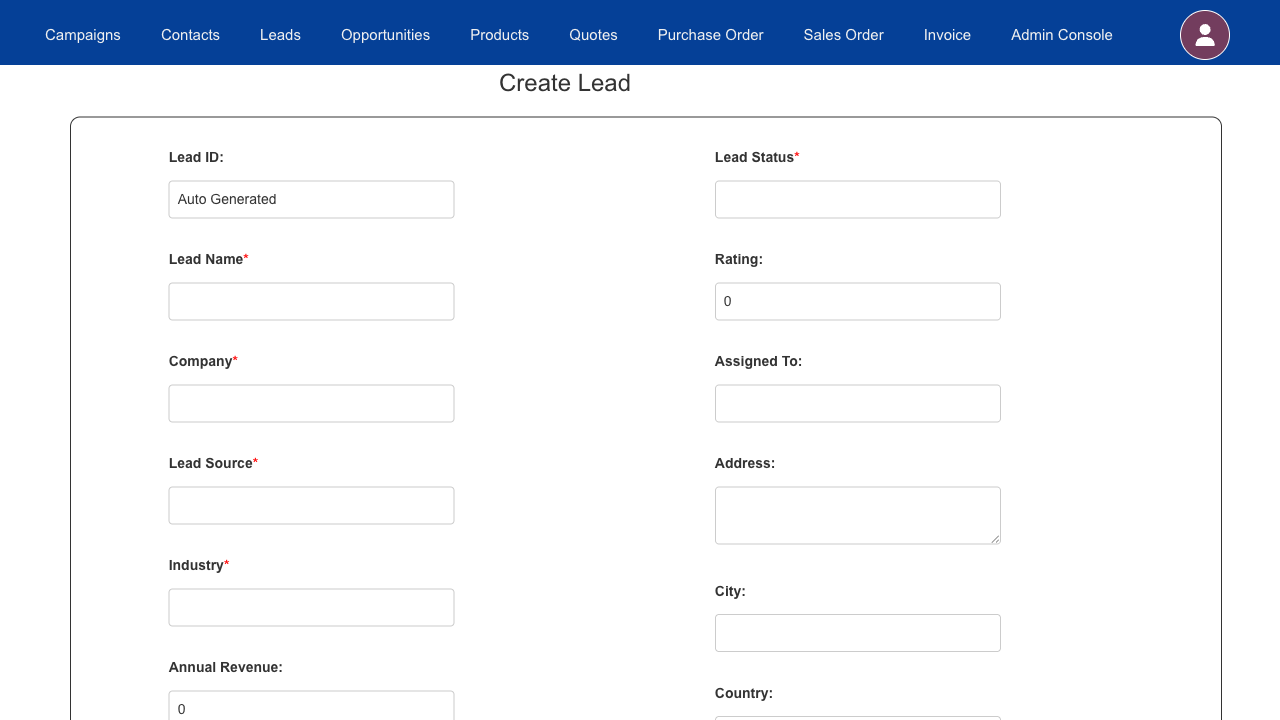 Campaigns Contacts Leads Opportunities Products Quotes Purchase Order Sales Order Invoice Admin Console
Create Lead
Lead ID:
Auto Generated
Lead Name*
Company*
Lead Source*
Industry*
Annual Revenue:
0
Lead Status*
Rating:
0
Assigned To:
Address:
City:
Country: